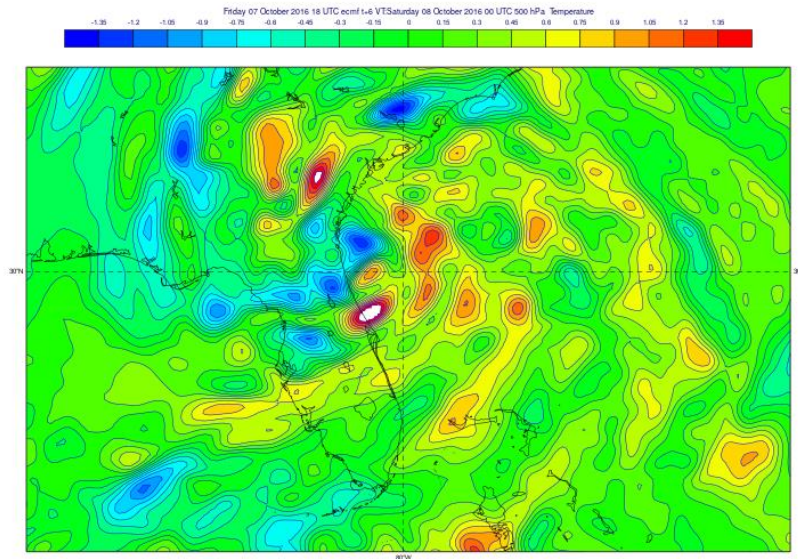 Friday 07 October 2016 18 UTC ecmf t+6 VT:Saturday 08 October 2016 00 UTC 500 hPa Temperature
-1.35 -1.2 -1.05 -0.9 -0.75 -0.6 -0.45 -0.3 -0.15 0 0.15 0.3 0.45 0.6 0.75 0.9 1.05 1.2 1.35
30°N
80°W